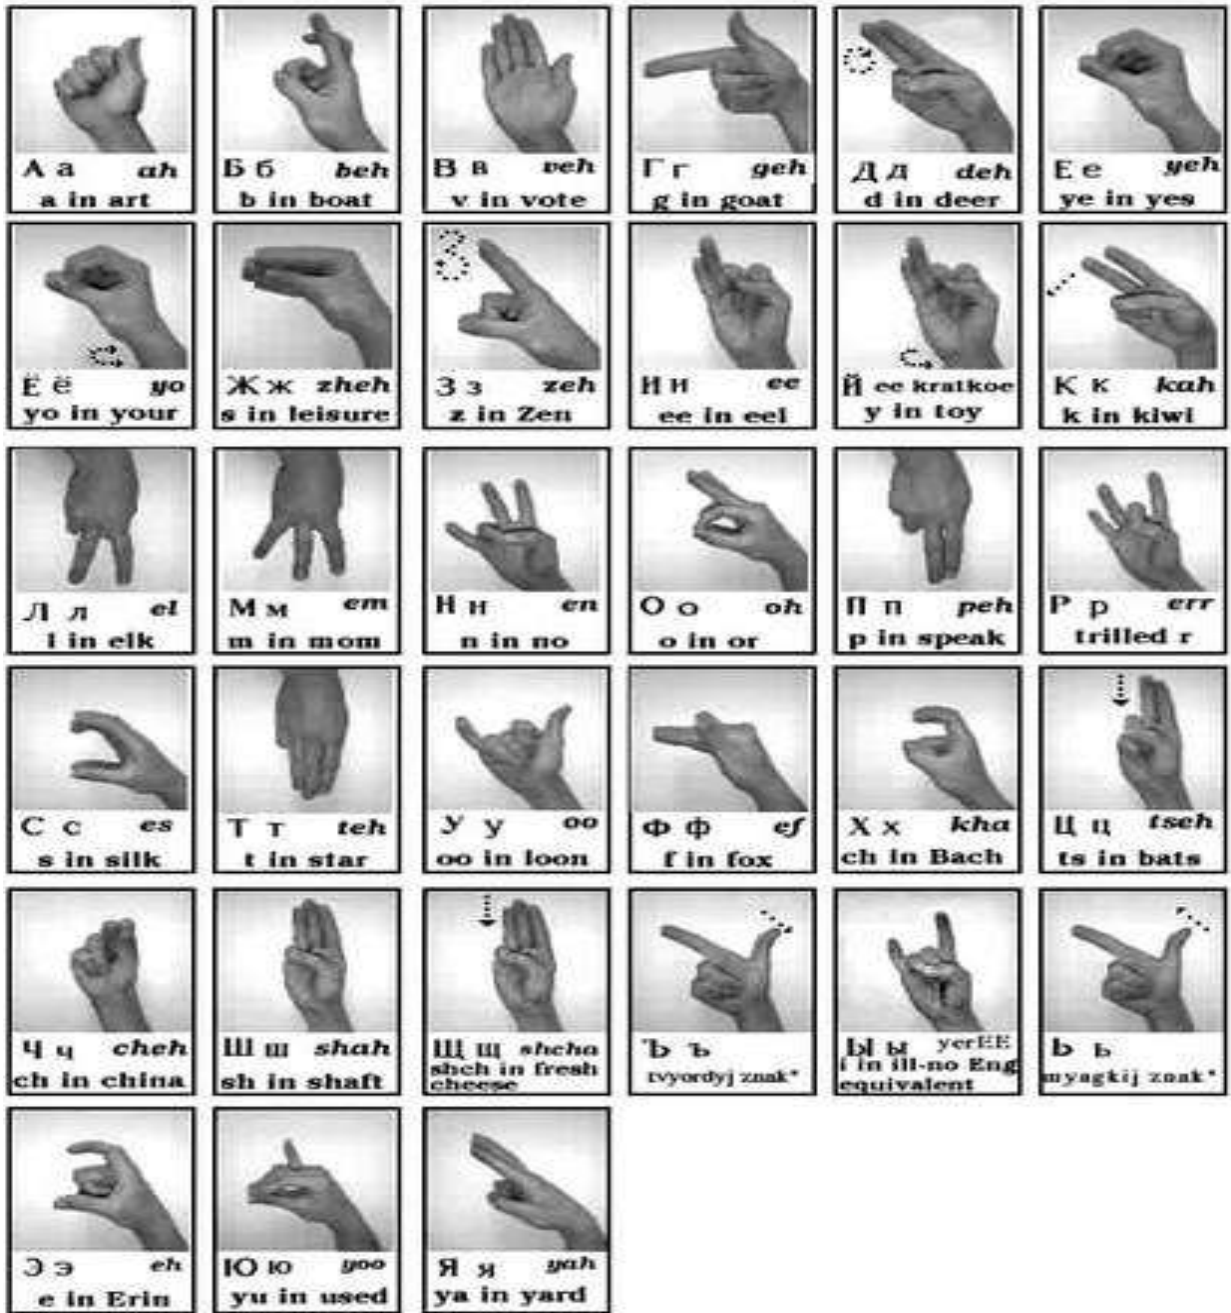 А а ah
a in art
Б б beh
b in boat
В в veh
v in vote
Г г geh
g in goat
Д д deh
d in deer
Е е yeh
ye in yes
Ё ё yo
yo in your
Ж ж zheh
s in leisure
З з zeh
z in Zen
И и ee
ee in eel
Й ee kratkoe
y in toy
К к kah
k in kiwi
Л л el
l in elk
М м em
m in mom
Н н en
n in no
О о oh
o in or
П п peh
p in speak
Р р err
trilled r
С с es
s in silk
Т т teh
t in star
У у oo
oo in loon
Ф ф ef
f in fox
Х х kha
ch in Bach
Ц ц tseh
ts in bats
Ч ч cheh
ch in china
Ш ш shah
sh in shaft
Щ щ shcha
shch in fresh
cheese
Ъ ъ
tvyordyj znak*
Ы ы yerEE
i in ill-no Eng
equivalent
Ь ь
myagkij znak*
Э э eh
e in Erin
Ю ю yoo
yu in used
Я я yah
ya in yard